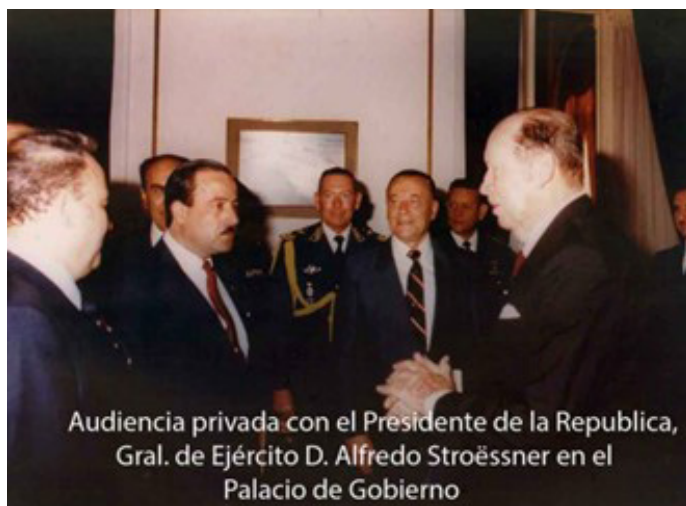 Audiencia privada con el Presidente de la Republica,
Gral. de Ejército D. Alfredo Stroëssner en el
Palacio de Gobierno